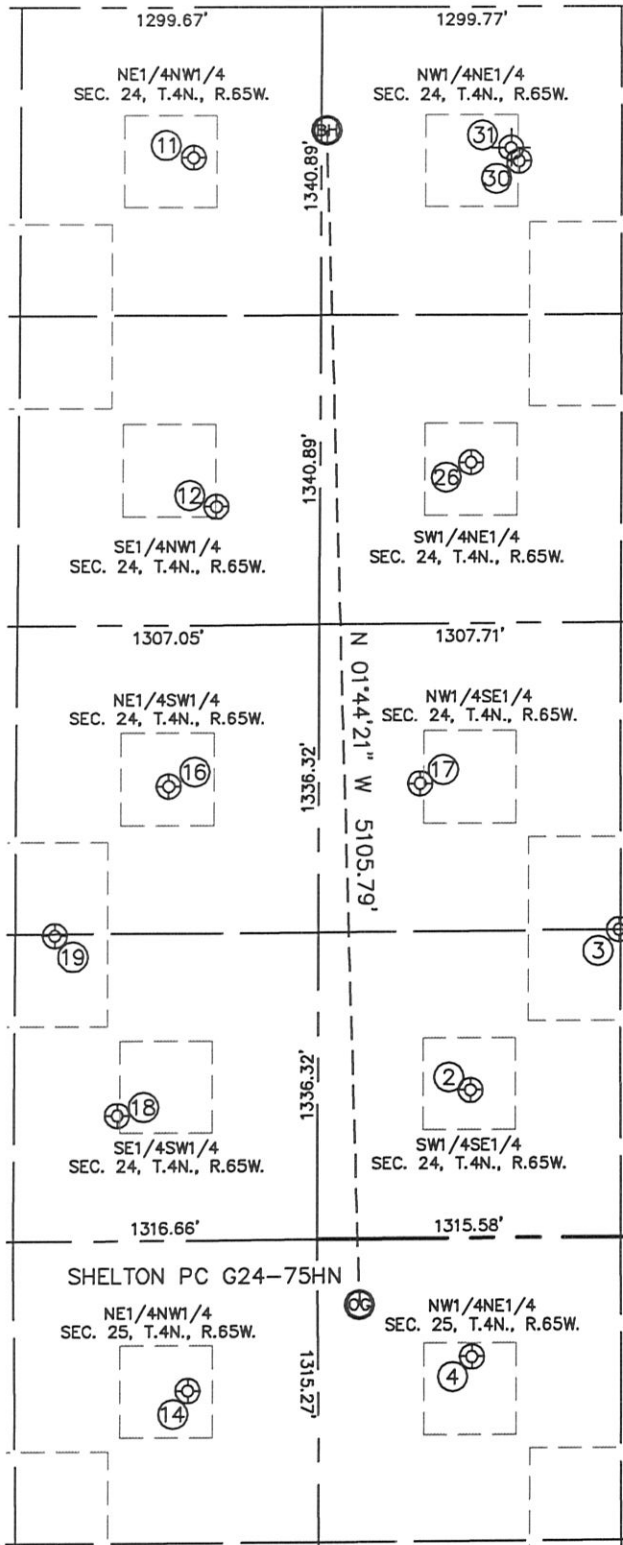 1299.67'
1299.77'
NE1/4NW1/4
SEC. 24, T.4N., R.65W.
NW1/4NE1/4
SEC. 24, T.4N., R.65W.
BH
11
31
30
1340.89'
1340.89'
12
26
SE1/4NW1/4
SEC. 24, T.4N., R.65W.
SW1/4NE1/4
SEC. 24, T.4N., R.65W.
1307.05'
1307.71'
N 01°44'21" W 5105.79'
NE1/4SW1/4
SEC. 24, T.4N., R.65W.
NW1/4SE1/4
SEC. 24, T.4N., R.65W.
16
17
1336.32'
19
3
1336.32'
18
2
SE1/4SW1/4
SEC. 24, T.4N., R.65W.
SW1/4SE1/4
SEC. 24, T.4N., R.65W.
1316.66'
1315.58'
SHELTON PC G24-75HN
OG
NE1/4NW1/4
SEC. 25, T.4N., R.65W.
NW1/4NE1/4
SEC. 25, T.4N., R.65W.
1315.27'
14
4